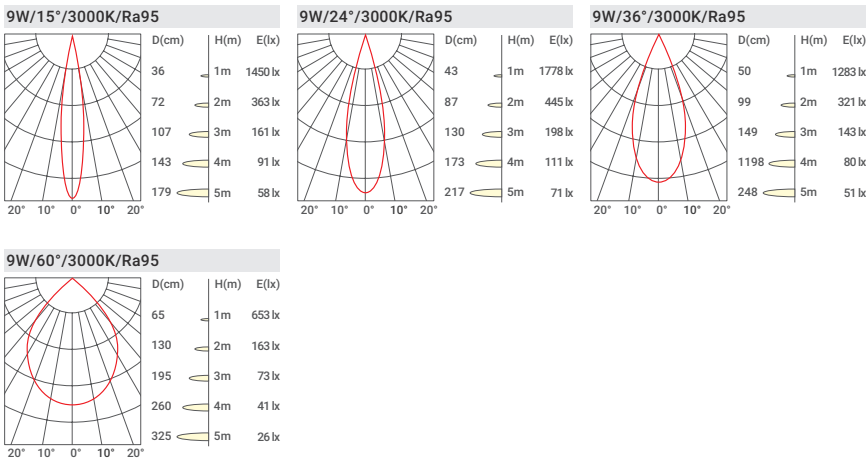 9W/15°/3000K/Ra95
D(cm) H(m) E(lx)
36 1m 1450 lx
72 2m 363 lx
107 3m 161 lx
143 4m 91 lx
179 5m 58 lx
20° 10° 0° 10° 20°
9W/24°/3000K/Ra95
D(cm) H(m) E(lx)
43 1m 1778 lx
87 2m 445 lx
130 3m 198 lx
173 4m 111 lx
217 5m 71 lx
20° 10° 0° 10° 20°
9W/36°/3000K/Ra95
D(cm) H(m) E(lx)
50 1m 1283 lx
99 2m 321 lx
149 3m 143 lx
1198 4m 80 lx
248 5m 51 lx
20° 10° 0° 10° 20°
9W/60°/3000K/Ra95
D(cm) H(m) E(lx)
65 1m 653 lx
130 2m 163 lx
195 3m 73 lx
260 4m 41 lx
325 5m 26 lx
20° 10° 0° 10° 20°